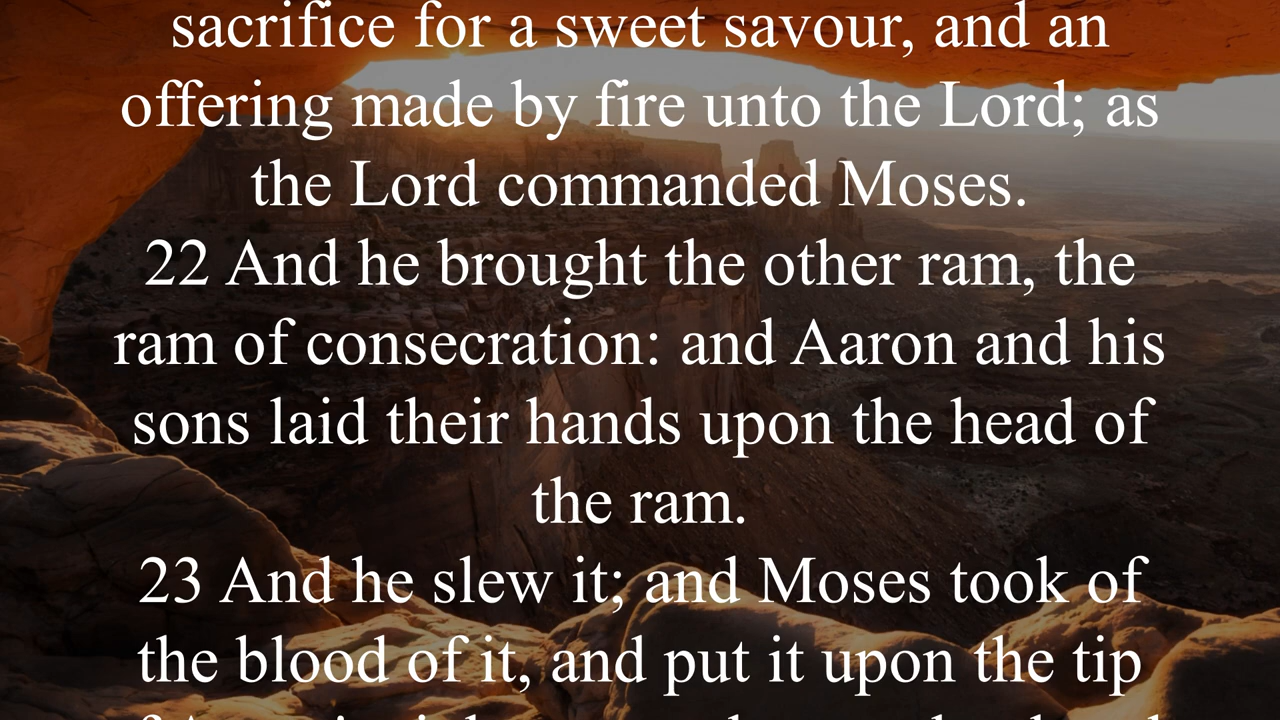 sacrifice for a sweet savour, and an
offering made by fire unto the Lord; as
the Lord commanded Moses.
22 And he brought the other ram, the
ram of consecration: and Aaron and his
sons laid their hands upon the head of
the ram.
23 And he slew it; and Moses took of
the blood of it, and put it upon the tip